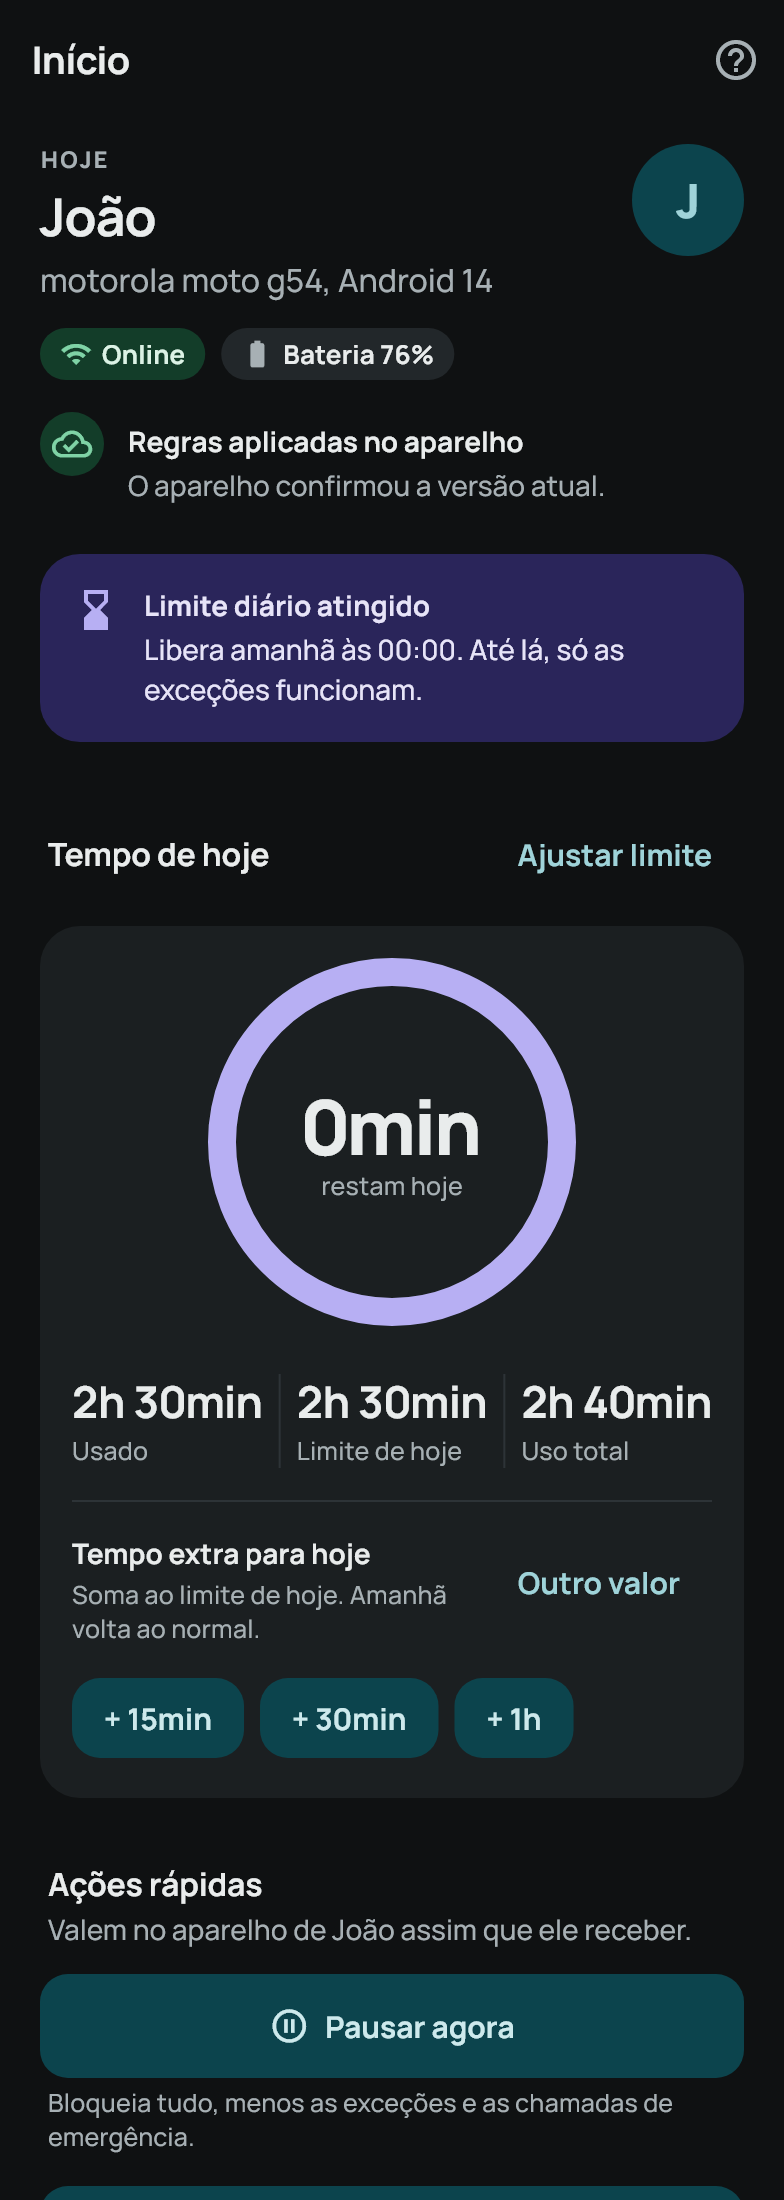 Início
HOJE
João
J
motorola moto g54, Android 14
Online
Bateria 76%
Regras aplicadas no aparelho
O aparelho confirmou a versão atual.
Limite diário atingido
Libera amanhã às 00:00. Até lá, só as
exceções funcionam.
Tempo de hoje
Ajustar limite
0min
restam hoje
2h 30min
Usado
2h 30min
Limite de hoje
2h 40min
Uso total
Tempo extra para hoje
Soma ao limite de hoje. Amanhã
volta ao normal.
Outro valor
+ 15min
+ 30min
+ 1h
Ações rápidas
Valem no aparelho de João assim que ele receber.
Pausar agora
Bloqueia tudo, menos as exceções e as chamadas de
emergência.